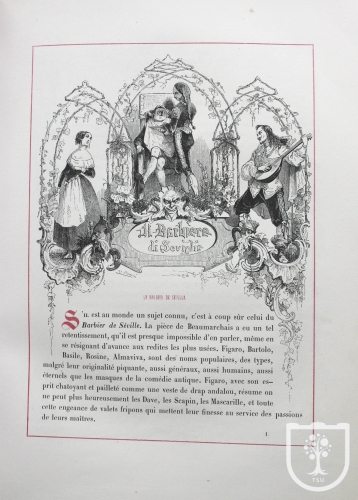 Il Barbiere
di Seviglia
LE BARBIER DE SEVILLE
S'il est au monde un sujet connu, c'est à coup sûr celui du
Barbier de Séville. La pièce de Beaumarchais a eu un tel
retentissement, qu'il est presque impossible d'en parler, même en
se résignant d'avance aux redites les plus usées. Figaro, Bartolo,
Basile, Rosine, Almaviva, sont des noms populaires, des types,
malgré leur originalité piquante, aussi généraux, aussi humains, aussi
éternels que les masques de la comédie antique. Figaro, avec son es-
prit chatoyant et pailleté comme une veste de drap andalou, résume on
ne peut plus heureusement les Dave, les Scapin, les Mascarille, et toute
cette engeance de valets fripons qui mettent leur finesse au service des passions
de leurs maîtres.
1
TSG